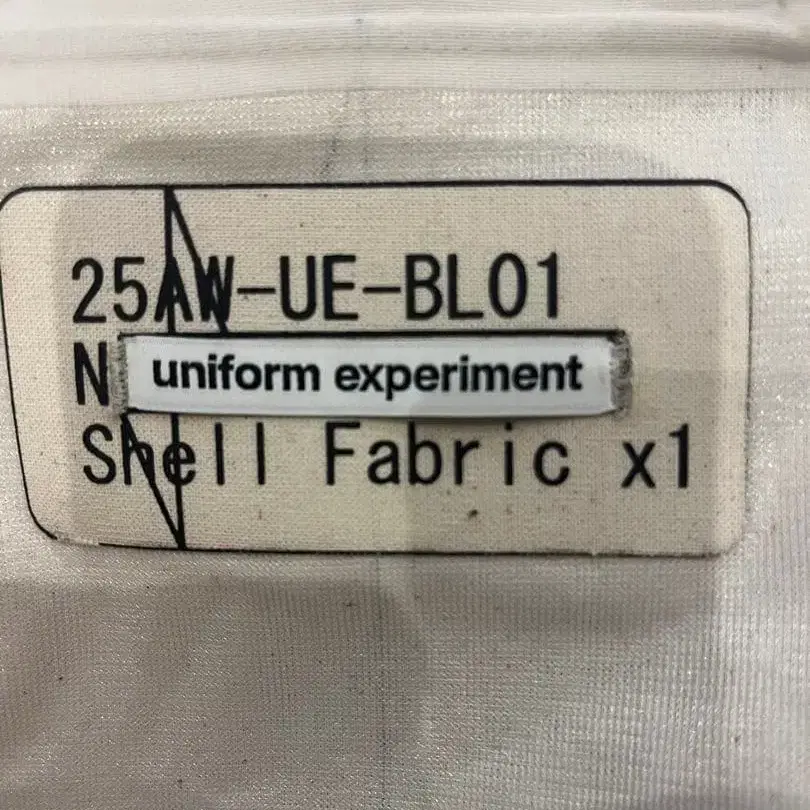 25AW-UE-BL01
N
uniform experiment
Shell Fabric x1